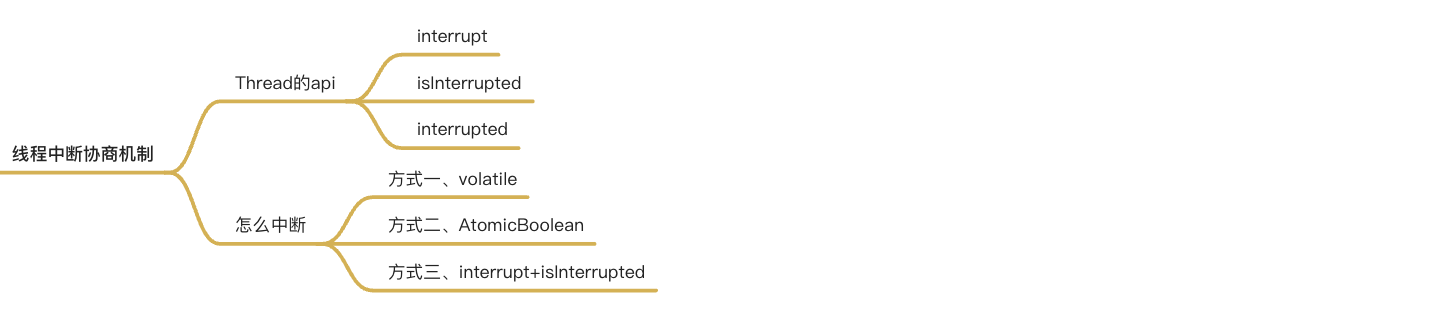 线程中断协商机制
Thread的api
interrupt
isInterrupted
interrupted
怎么中断
方式一、volatile
方式二、AtomicBoolean
方式三、interrupt+isInterrupted